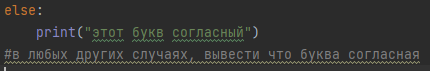 else:
    print("этот букв согласный")
#в любых других случаях, вывести что буква согласная